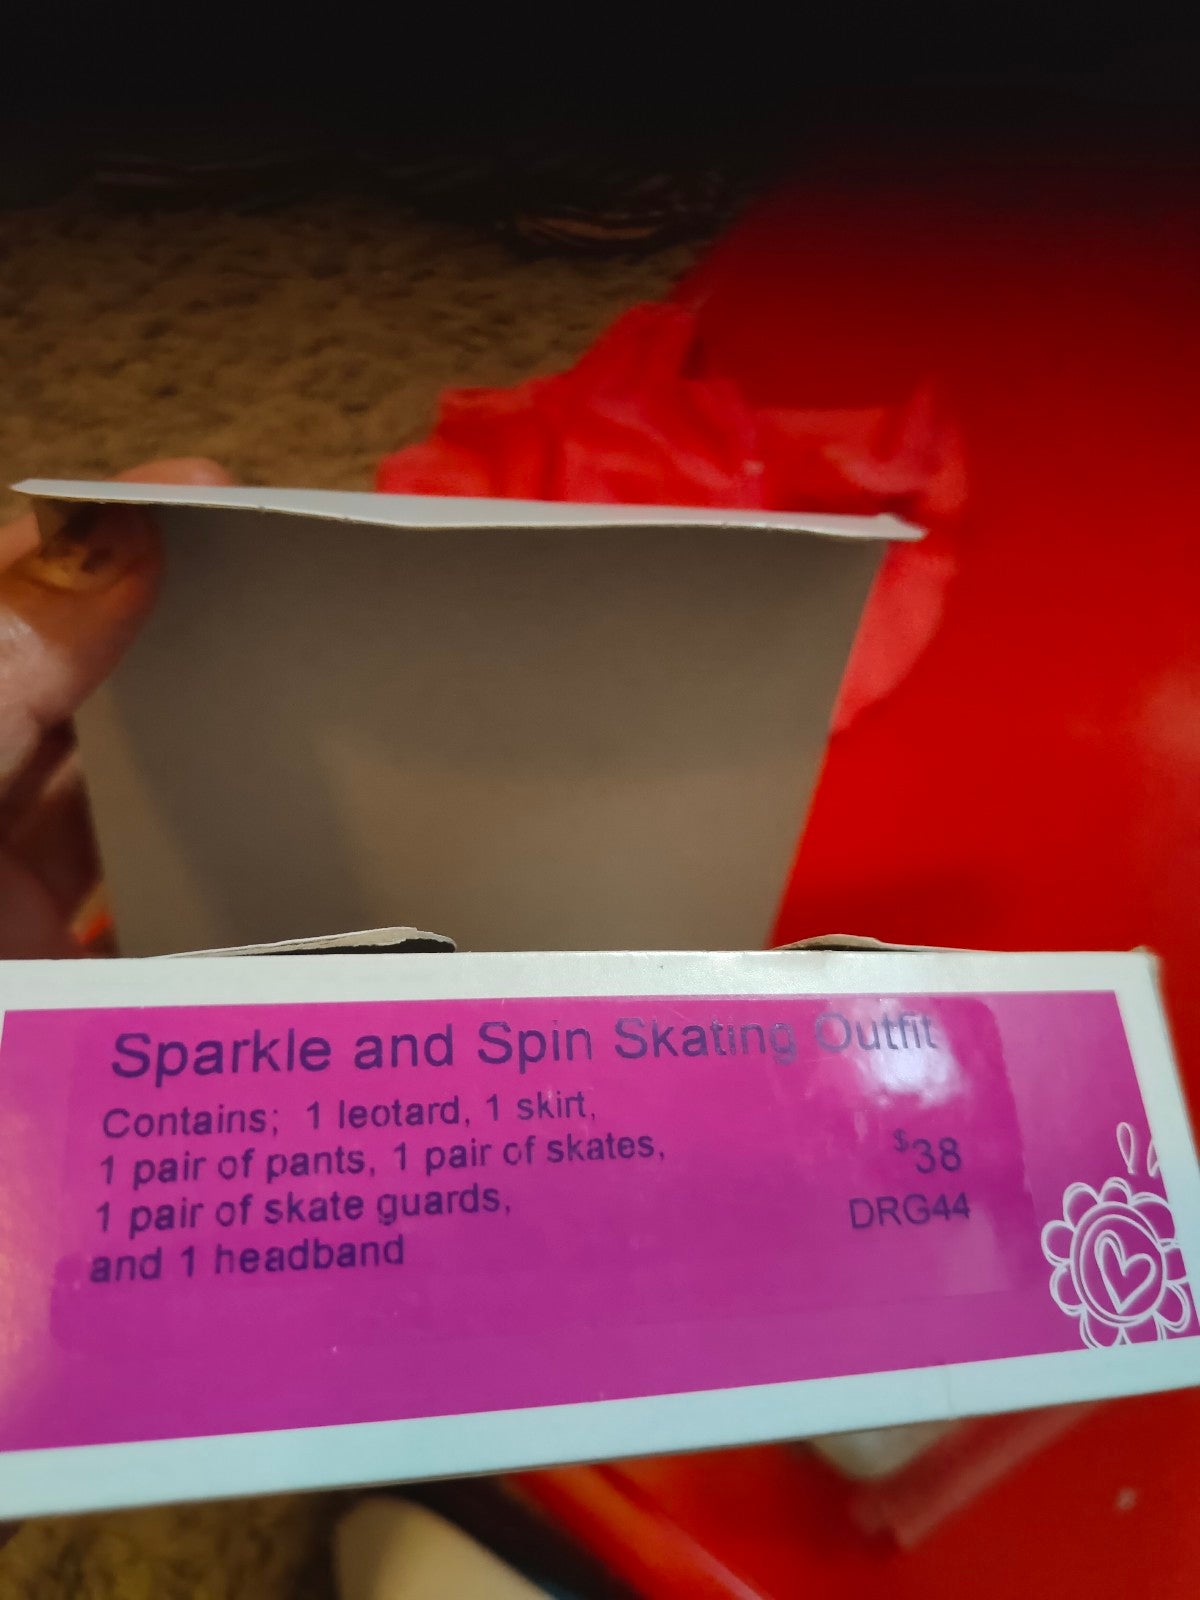 Sparkle and Spin Skating Outfit
Contains; 1 leotard, 1 skirt,
1 pair of pants, 1 pair of skates,
1 pair of skate guards,
and 1 headband
$38
DRG44